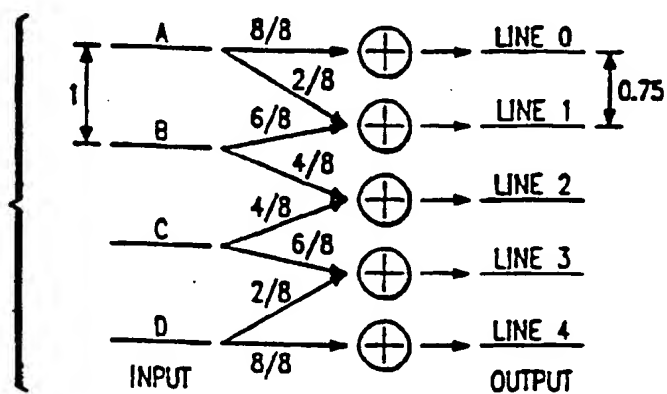 A 8/8 LINE 0
2/8
1 0.75
6/8 LINE 1
B
4/8 LINE 2
4/8
C
6/8 LINE 3
2/8
D LINE 4
8/8
INPUT OUTPUT